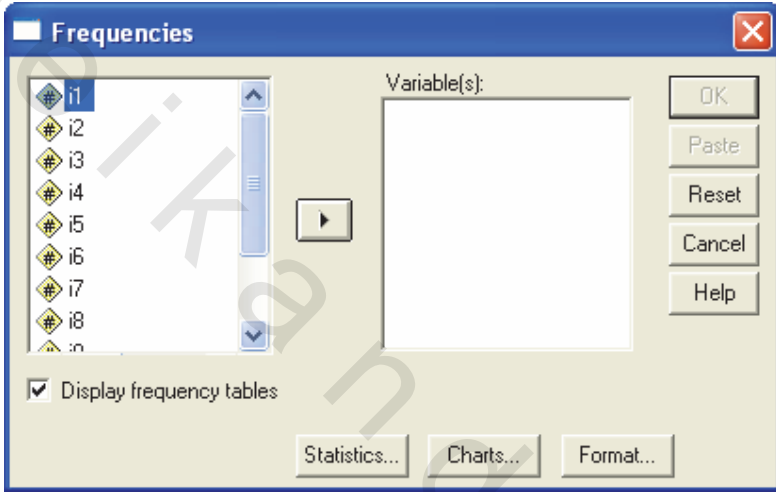 Frequencies
i1
i2
i3
i4
i5
i6
i7
i8
Variable(s):
OK
Paste
Reset
Cancel
Help
Display frequency tables
Statistics...
Charts...
Format...
e i k a n d